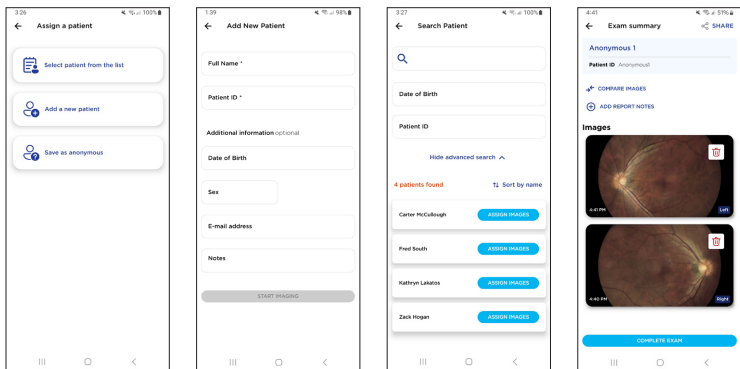 3:26
100%
Assign a patient
Select patient from the list
Add a new patient
Save as anonymous
1:39
98%
Add New Patient
Full Name *
Patient ID *
Additional information optional
Date of Birth
Sex
E-mail address
Notes
START IMAGING
3:27
100%
Search Patient
Date of Birth
Patient ID
Hide advanced search
4 patients found
Sort by name
Carter McCullough
ASSIGN IMAGES
Fred South
ASSIGN IMAGES
Kathryn Lakatos
ASSIGN IMAGES
Zack Hogan
ASSIGN IMAGES
4:41
51%
Exam summary
SHARE
Anonymous 1
Patient ID Anonymous1
COMPARE IMAGES
ADD REPORT NOTES
Images
4:41 PM
Left
4:40 PM
Right
COMPLETE EXAM